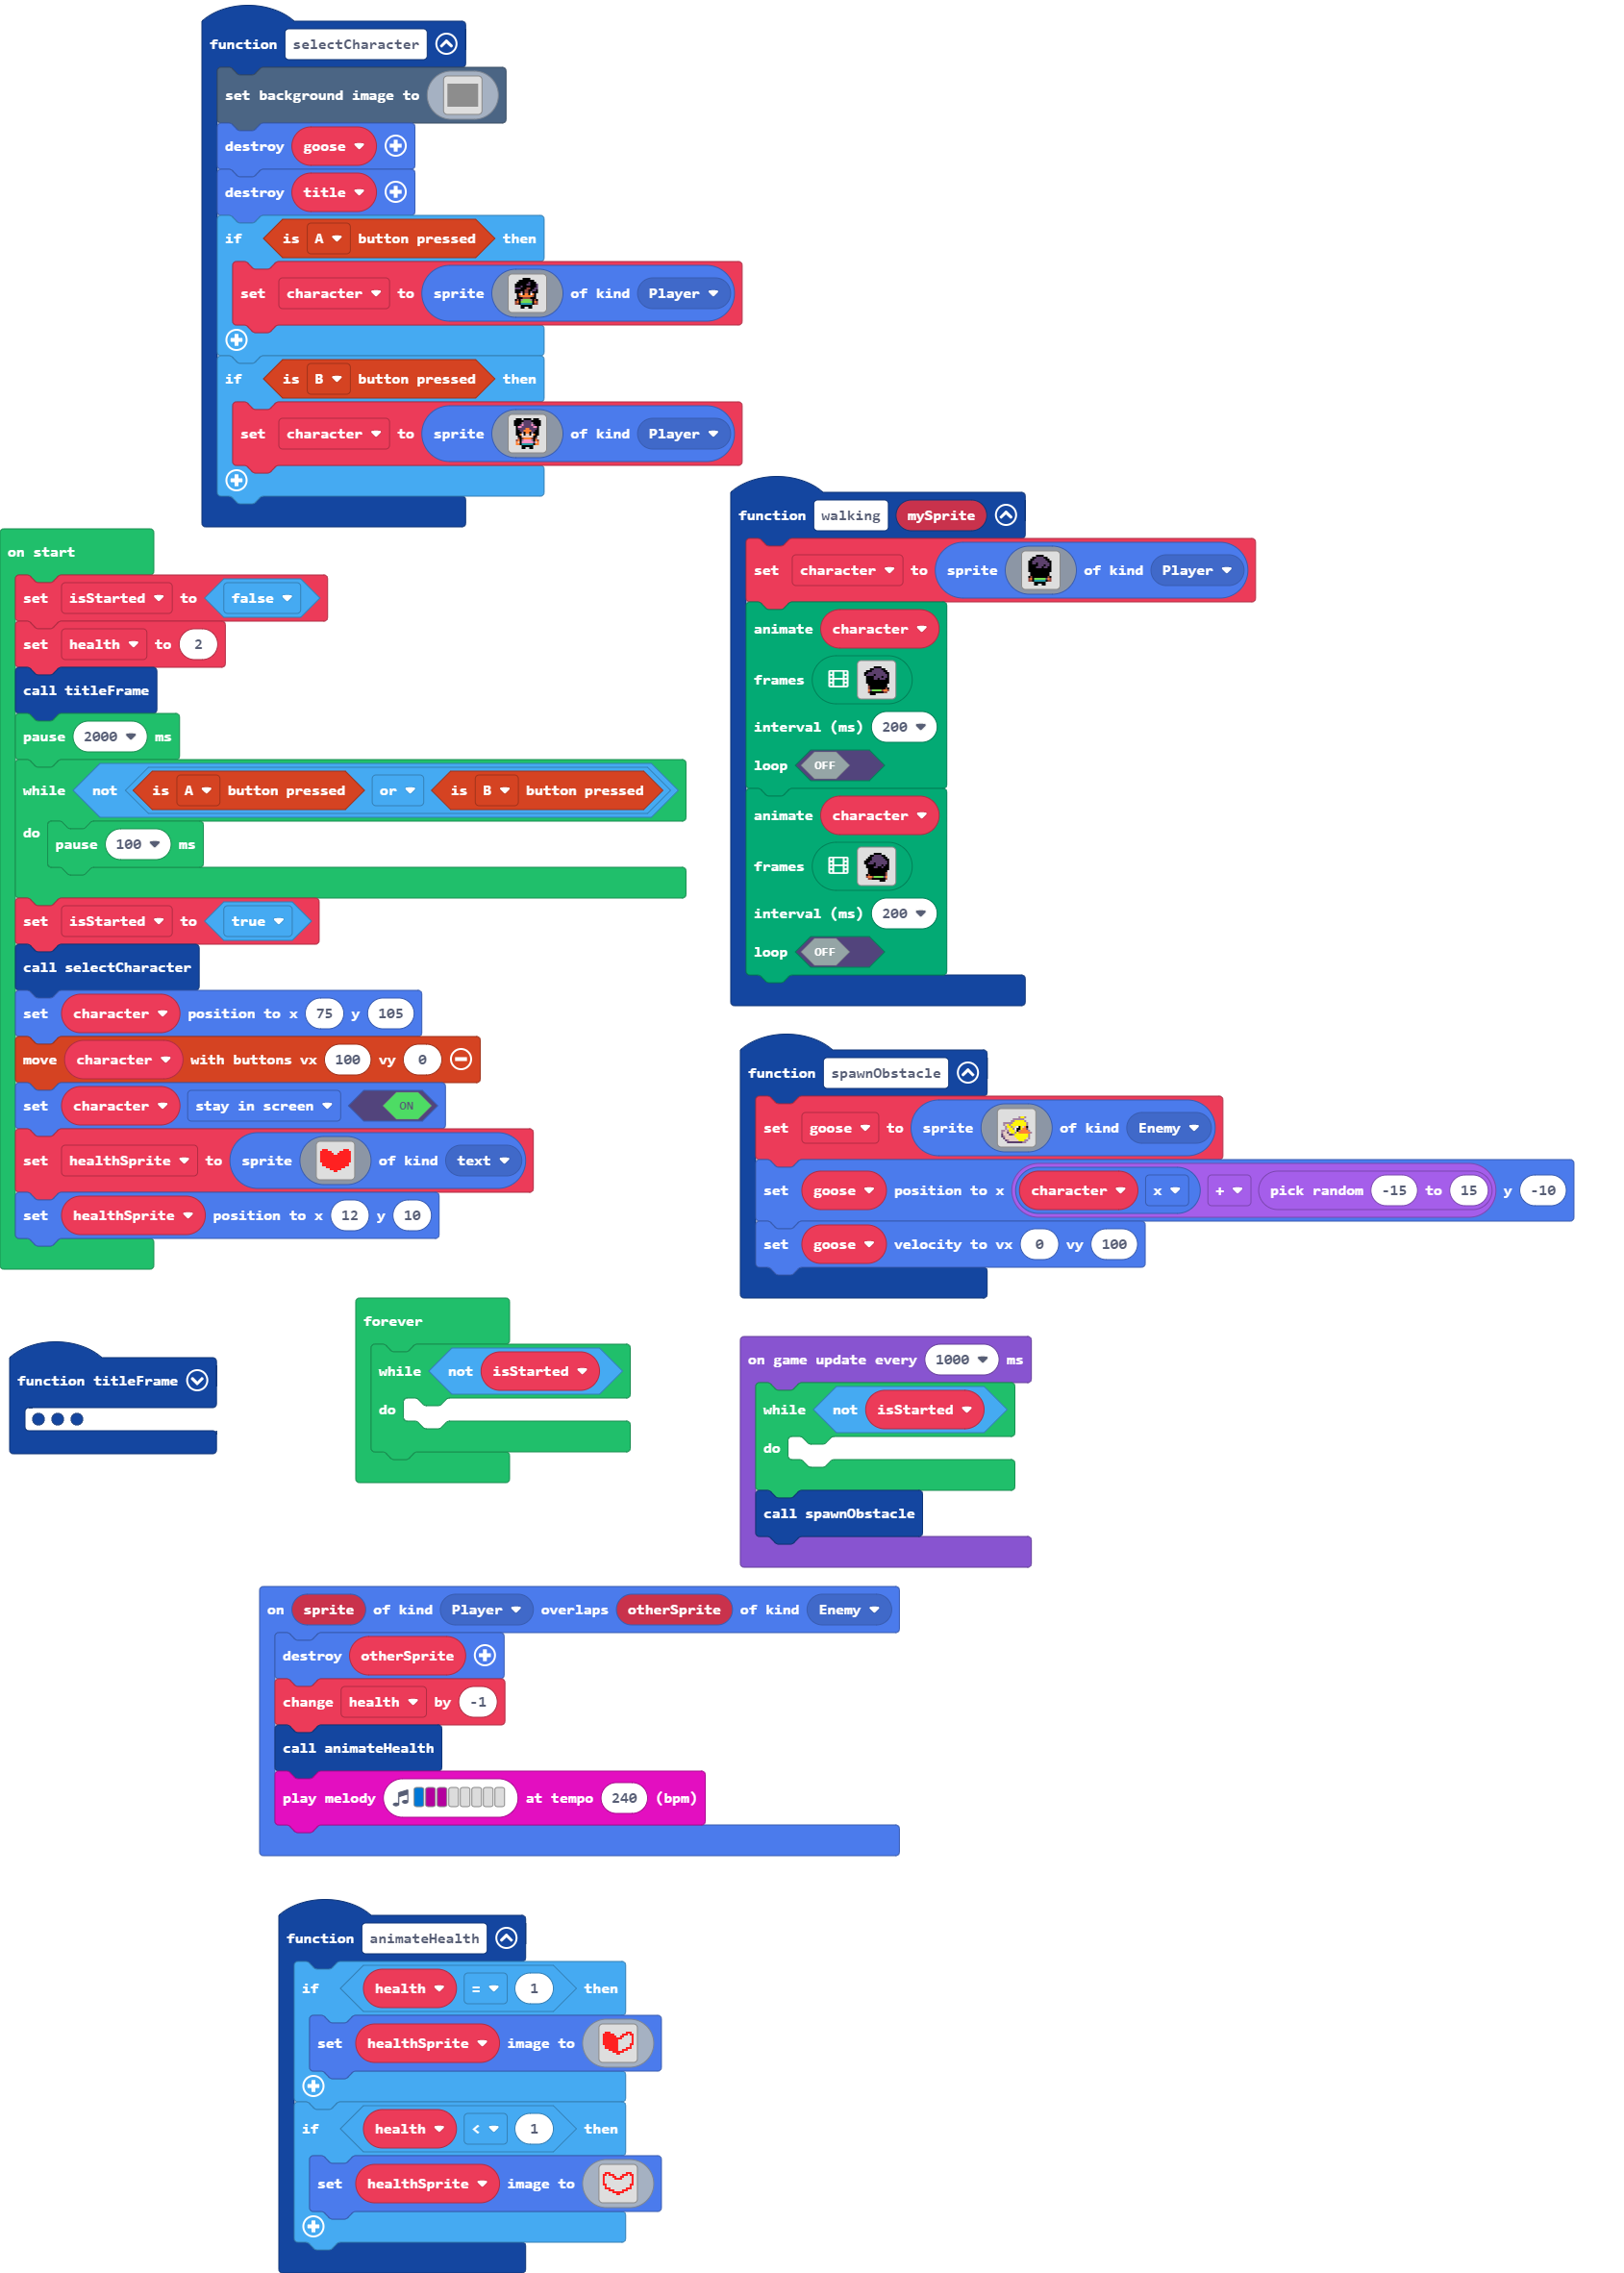 function selectCharacter
set background image to
destroy goose
destroy title
if is A button pressed then
set character to sprite of kind Player
if is B button pressed then
set character to sprite of kind Player
on start
set isStarted to false
set health to 2
call titleFrame
pause 2000 ms
while not is A button pressed or is B button pressed
do pause 100 ms
set isStarted to true
call selectCharacter
set character position to x 75 y 105
move character with buttons vx 100 vy 0
set character stay in screen ON
set healthSprite to sprite of kind text
set healthSprite position to x 12 y 10
function walking mySprite
set character to sprite of kind Player
animate character
frames
interval (ms) 200
loop OFF
animate character
frames
interval (ms) 200
loop OFF
function spawnObstacle
set goose to sprite of kind Enemy
set goose position to x character x + pick random -15 to 15 y -10
set goose velocity to vx 0 vy 100
function titleFrame
forever
while not isStarted
do
on game update every 1000 ms
while not isStarted
do
call spawnObstacle
on sprite of kind Player overlaps otherSprite of kind Enemy
destroy otherSprite
change health by -1
call animateHealth
play melody at tempo 240 (bpm)
function animateHealth
if health = 1 then
set healthSprite image to
if health < 1 then
set healthSprite image to